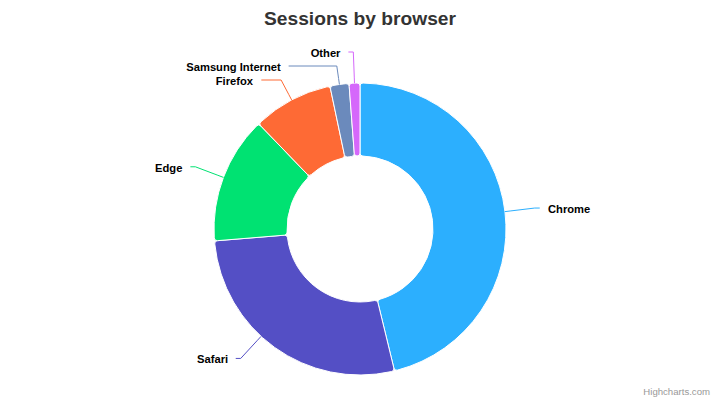 Sessions by browser
Other
Samsung Internet
Firefox
Edge
Chrome
Safari
Highcharts.com